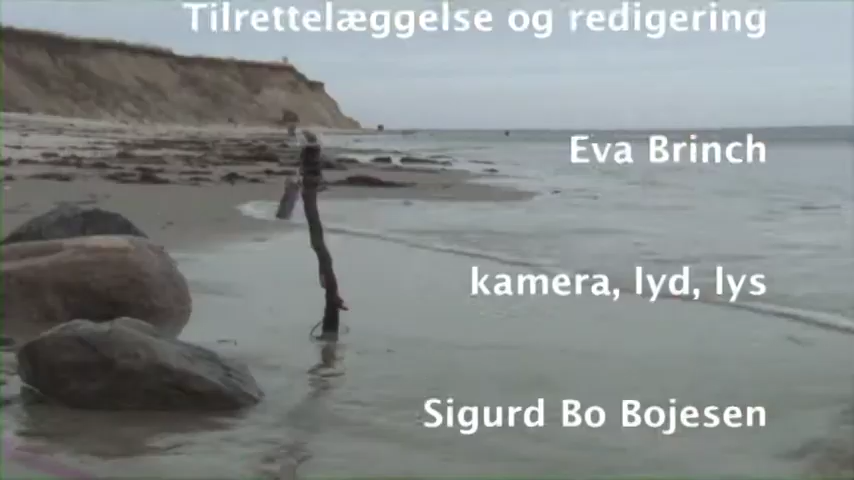 Tilrettelæggelse og redigering
Eva Brinch
kamera, lyd, lys
Sigurd Bo Bojesen